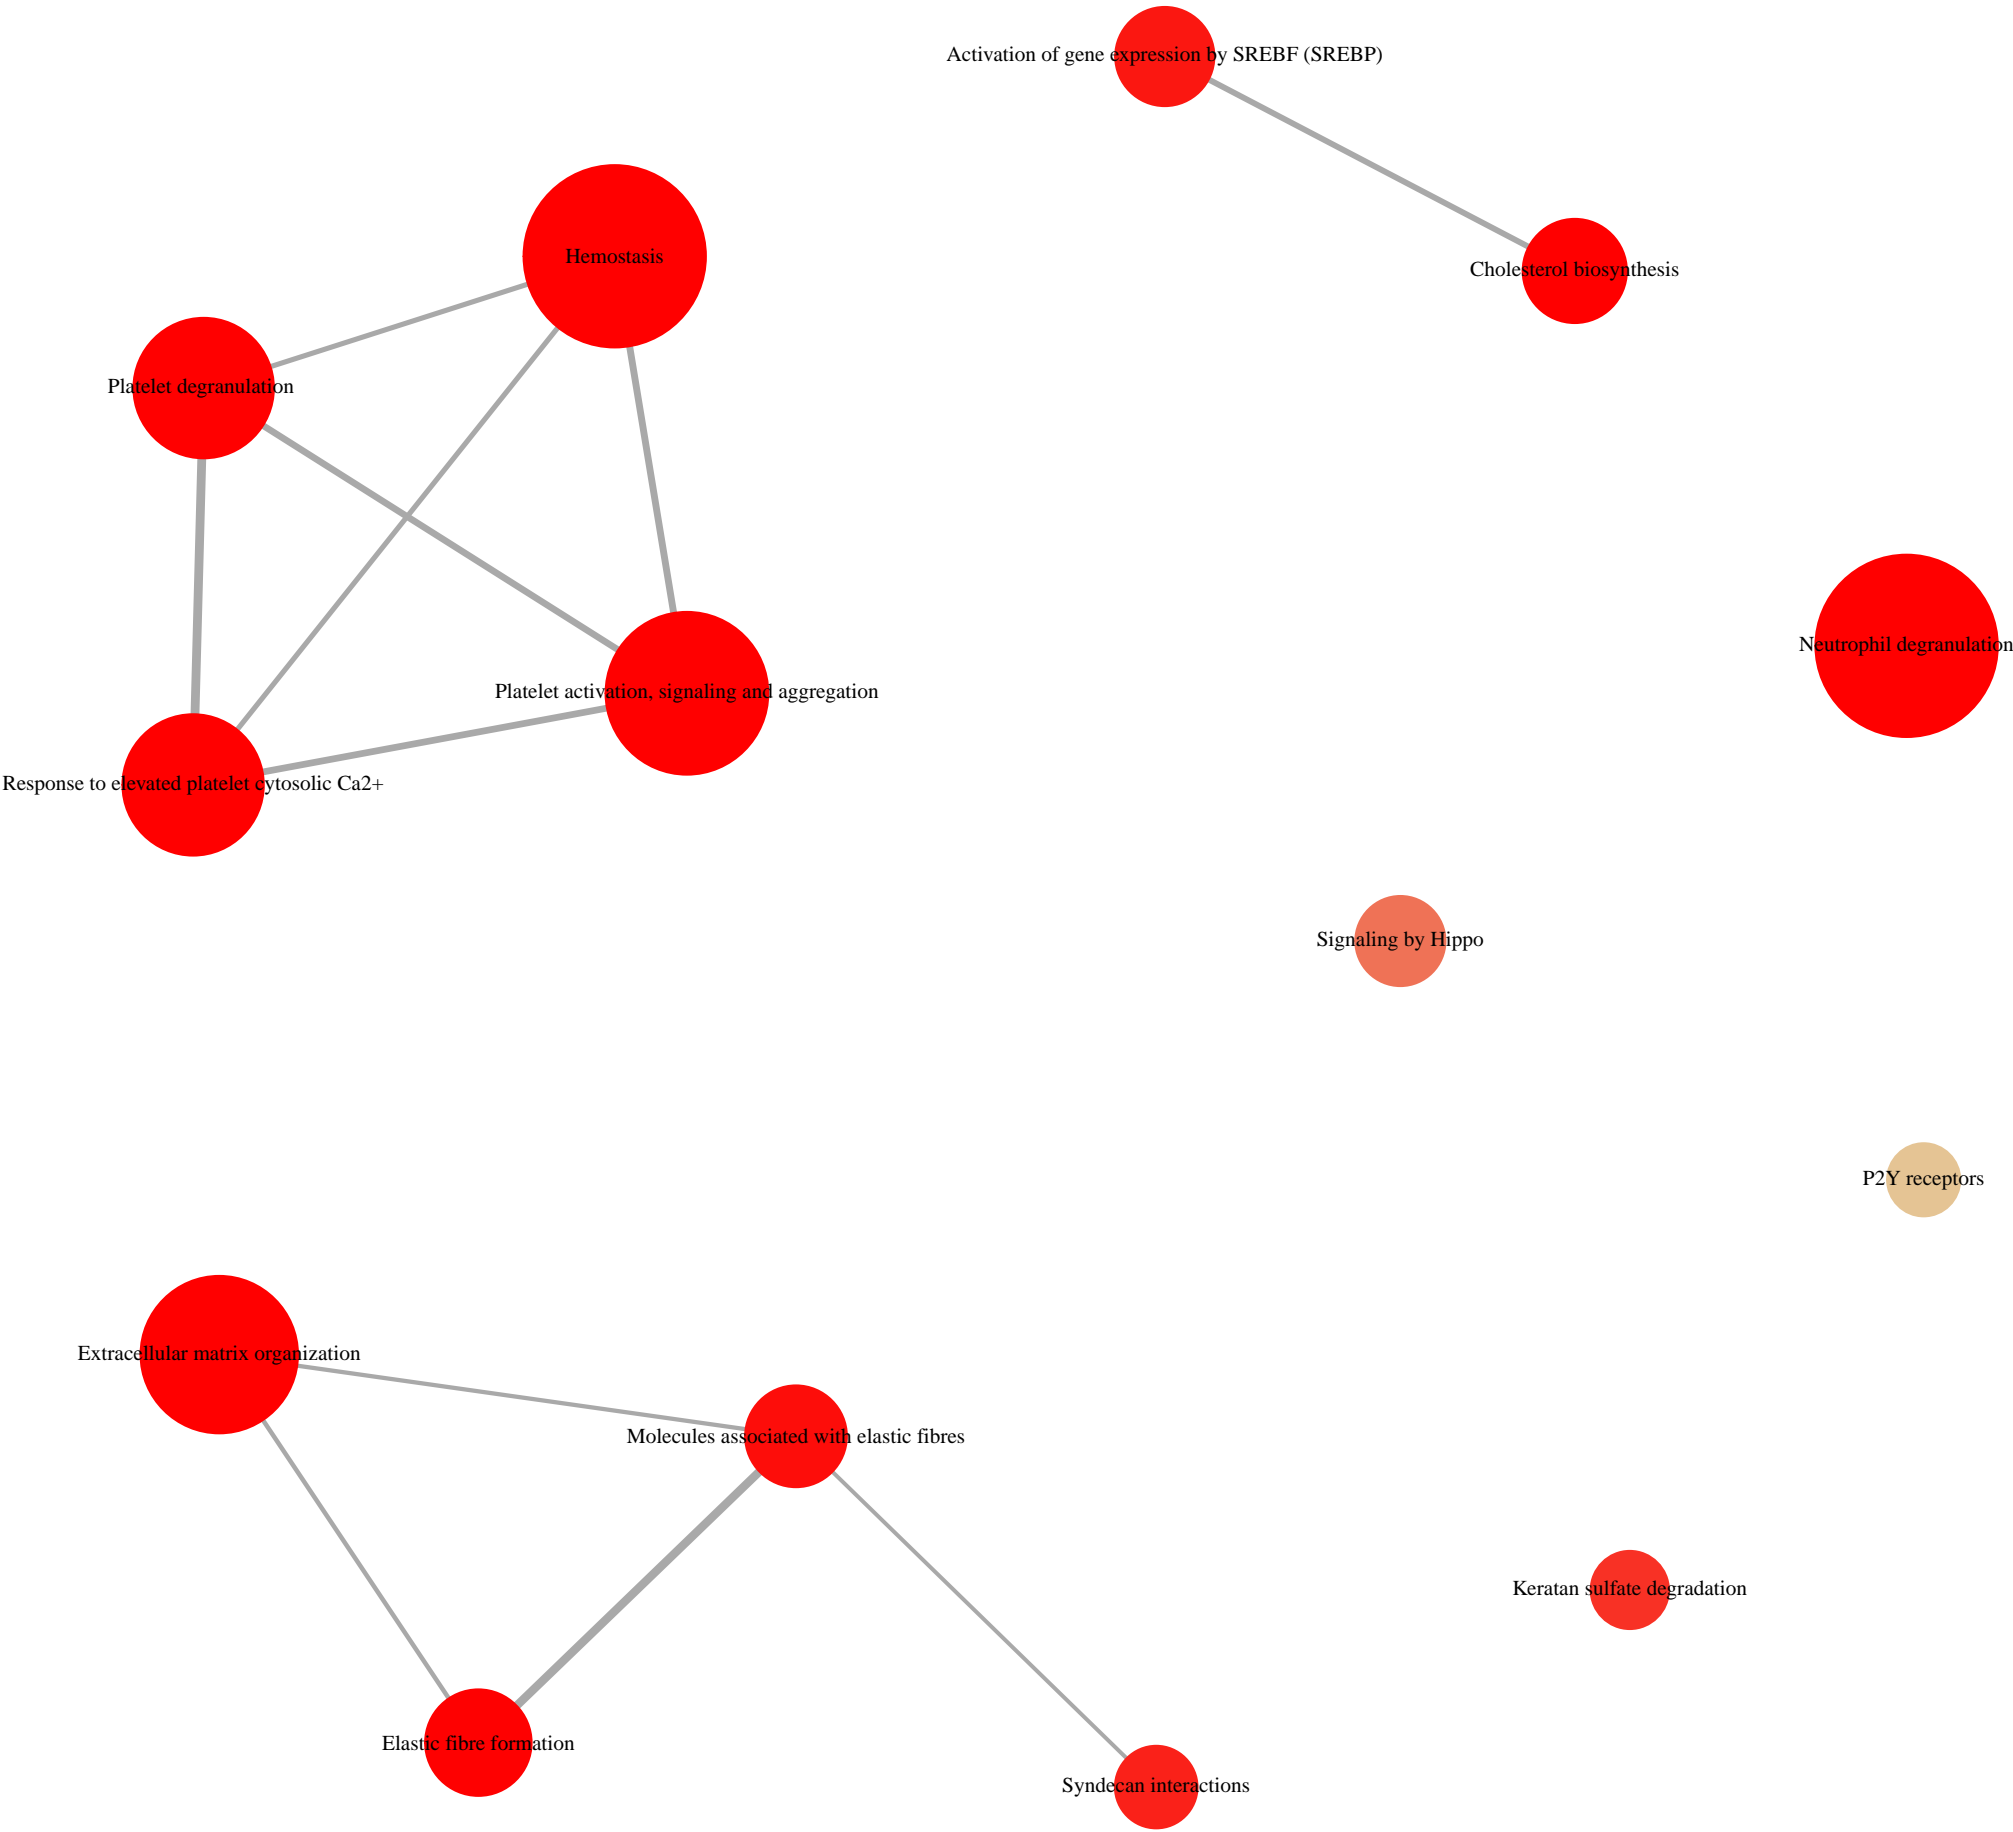 Activation of gene expression by SREBF (SREBP)
Hemostasis
Cholesterol biosynthesis
Platelet degranulation
Neutrophil degranulation
Platelet activation, signaling and aggregation
Response to elevated platelet cytosolic Ca2+
Signaling by Hippo
P2Y receptors
Extracellular matrix organization
Molecules associated with elastic fibres
Keratan sulfate degradation
Elastic fibre formation
Syndecan interactions